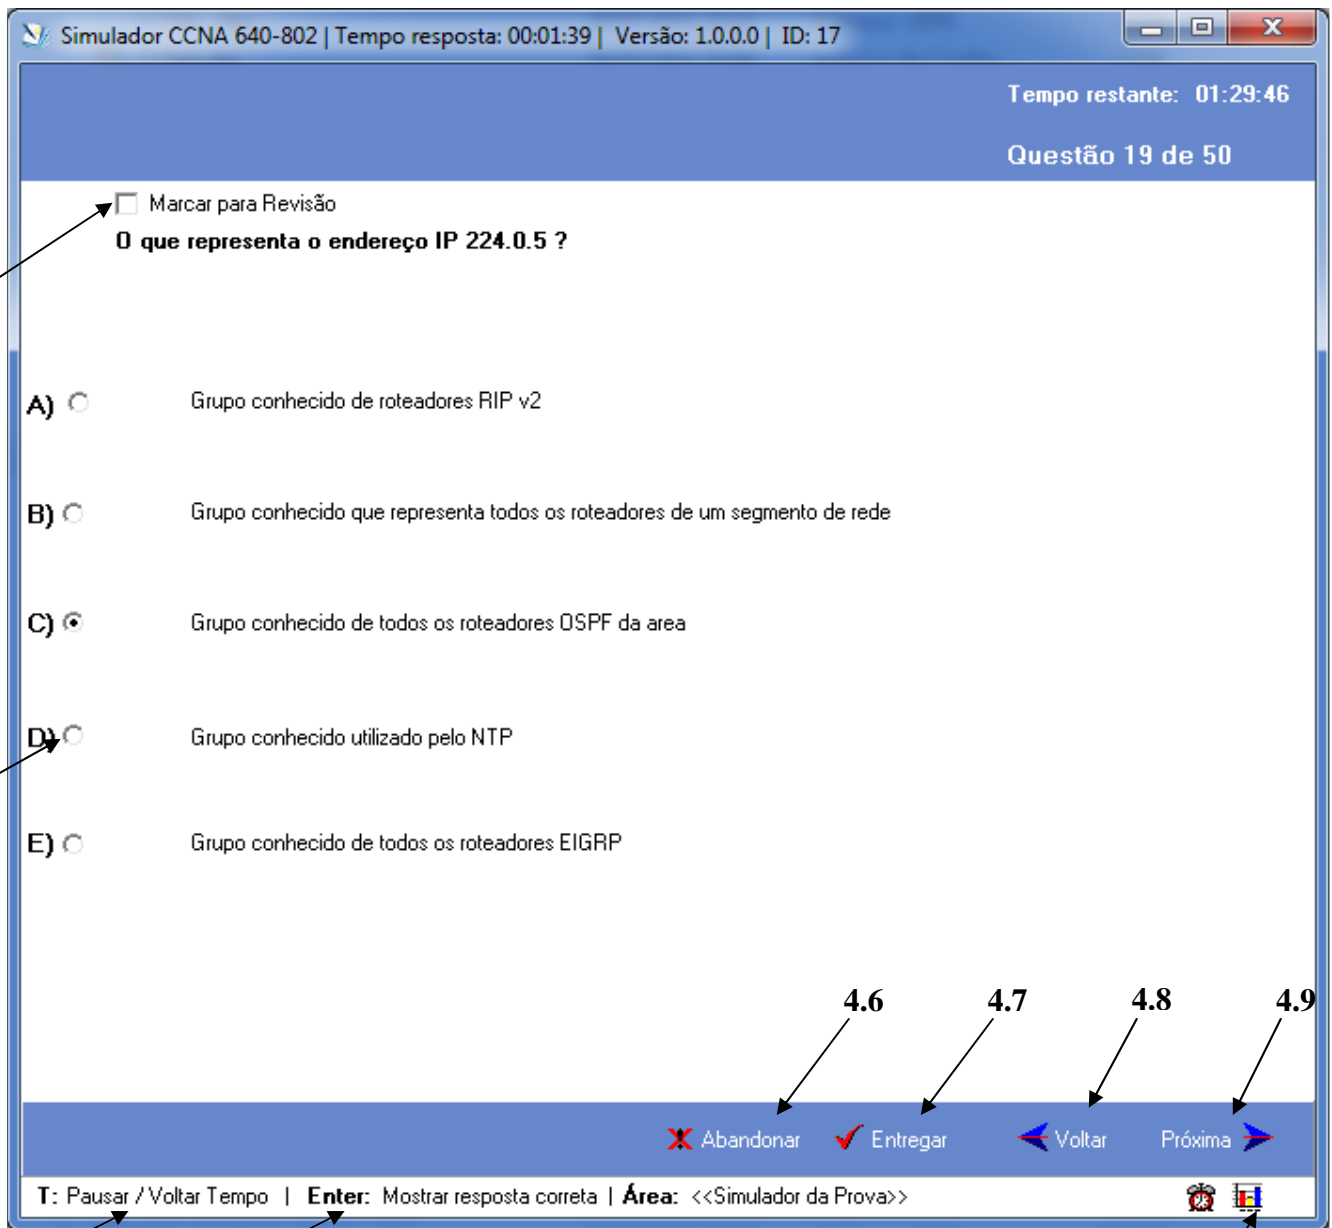 Simulador CCNA 640-802 | Tempo resposta: 00:01:39 | Versão: 1.0.0.0 | ID: 17
Tempo restante: 01:29:46
Questão 19 de 50
Marcar para Revisão
O que representa o endereço IP 224.0.5 ?
A) Grupo conhecido de roteadores RIP v2
B) Grupo conhecido que representa todos os roteadores de um segmento de rede
C) Grupo conhecido de todos os roteadores OSPF da area
D) Grupo conhecido utilizado pelo NTP
E) Grupo conhecido de todos os roteadores EIGRP
4.6 4.7 4.8 4.9
Abandonar Entregar Voltar Próxima
T: Pausar / Voltar Tempo | Enter: Mostrar resposta correta | Área: <<Simulador da Prova>>